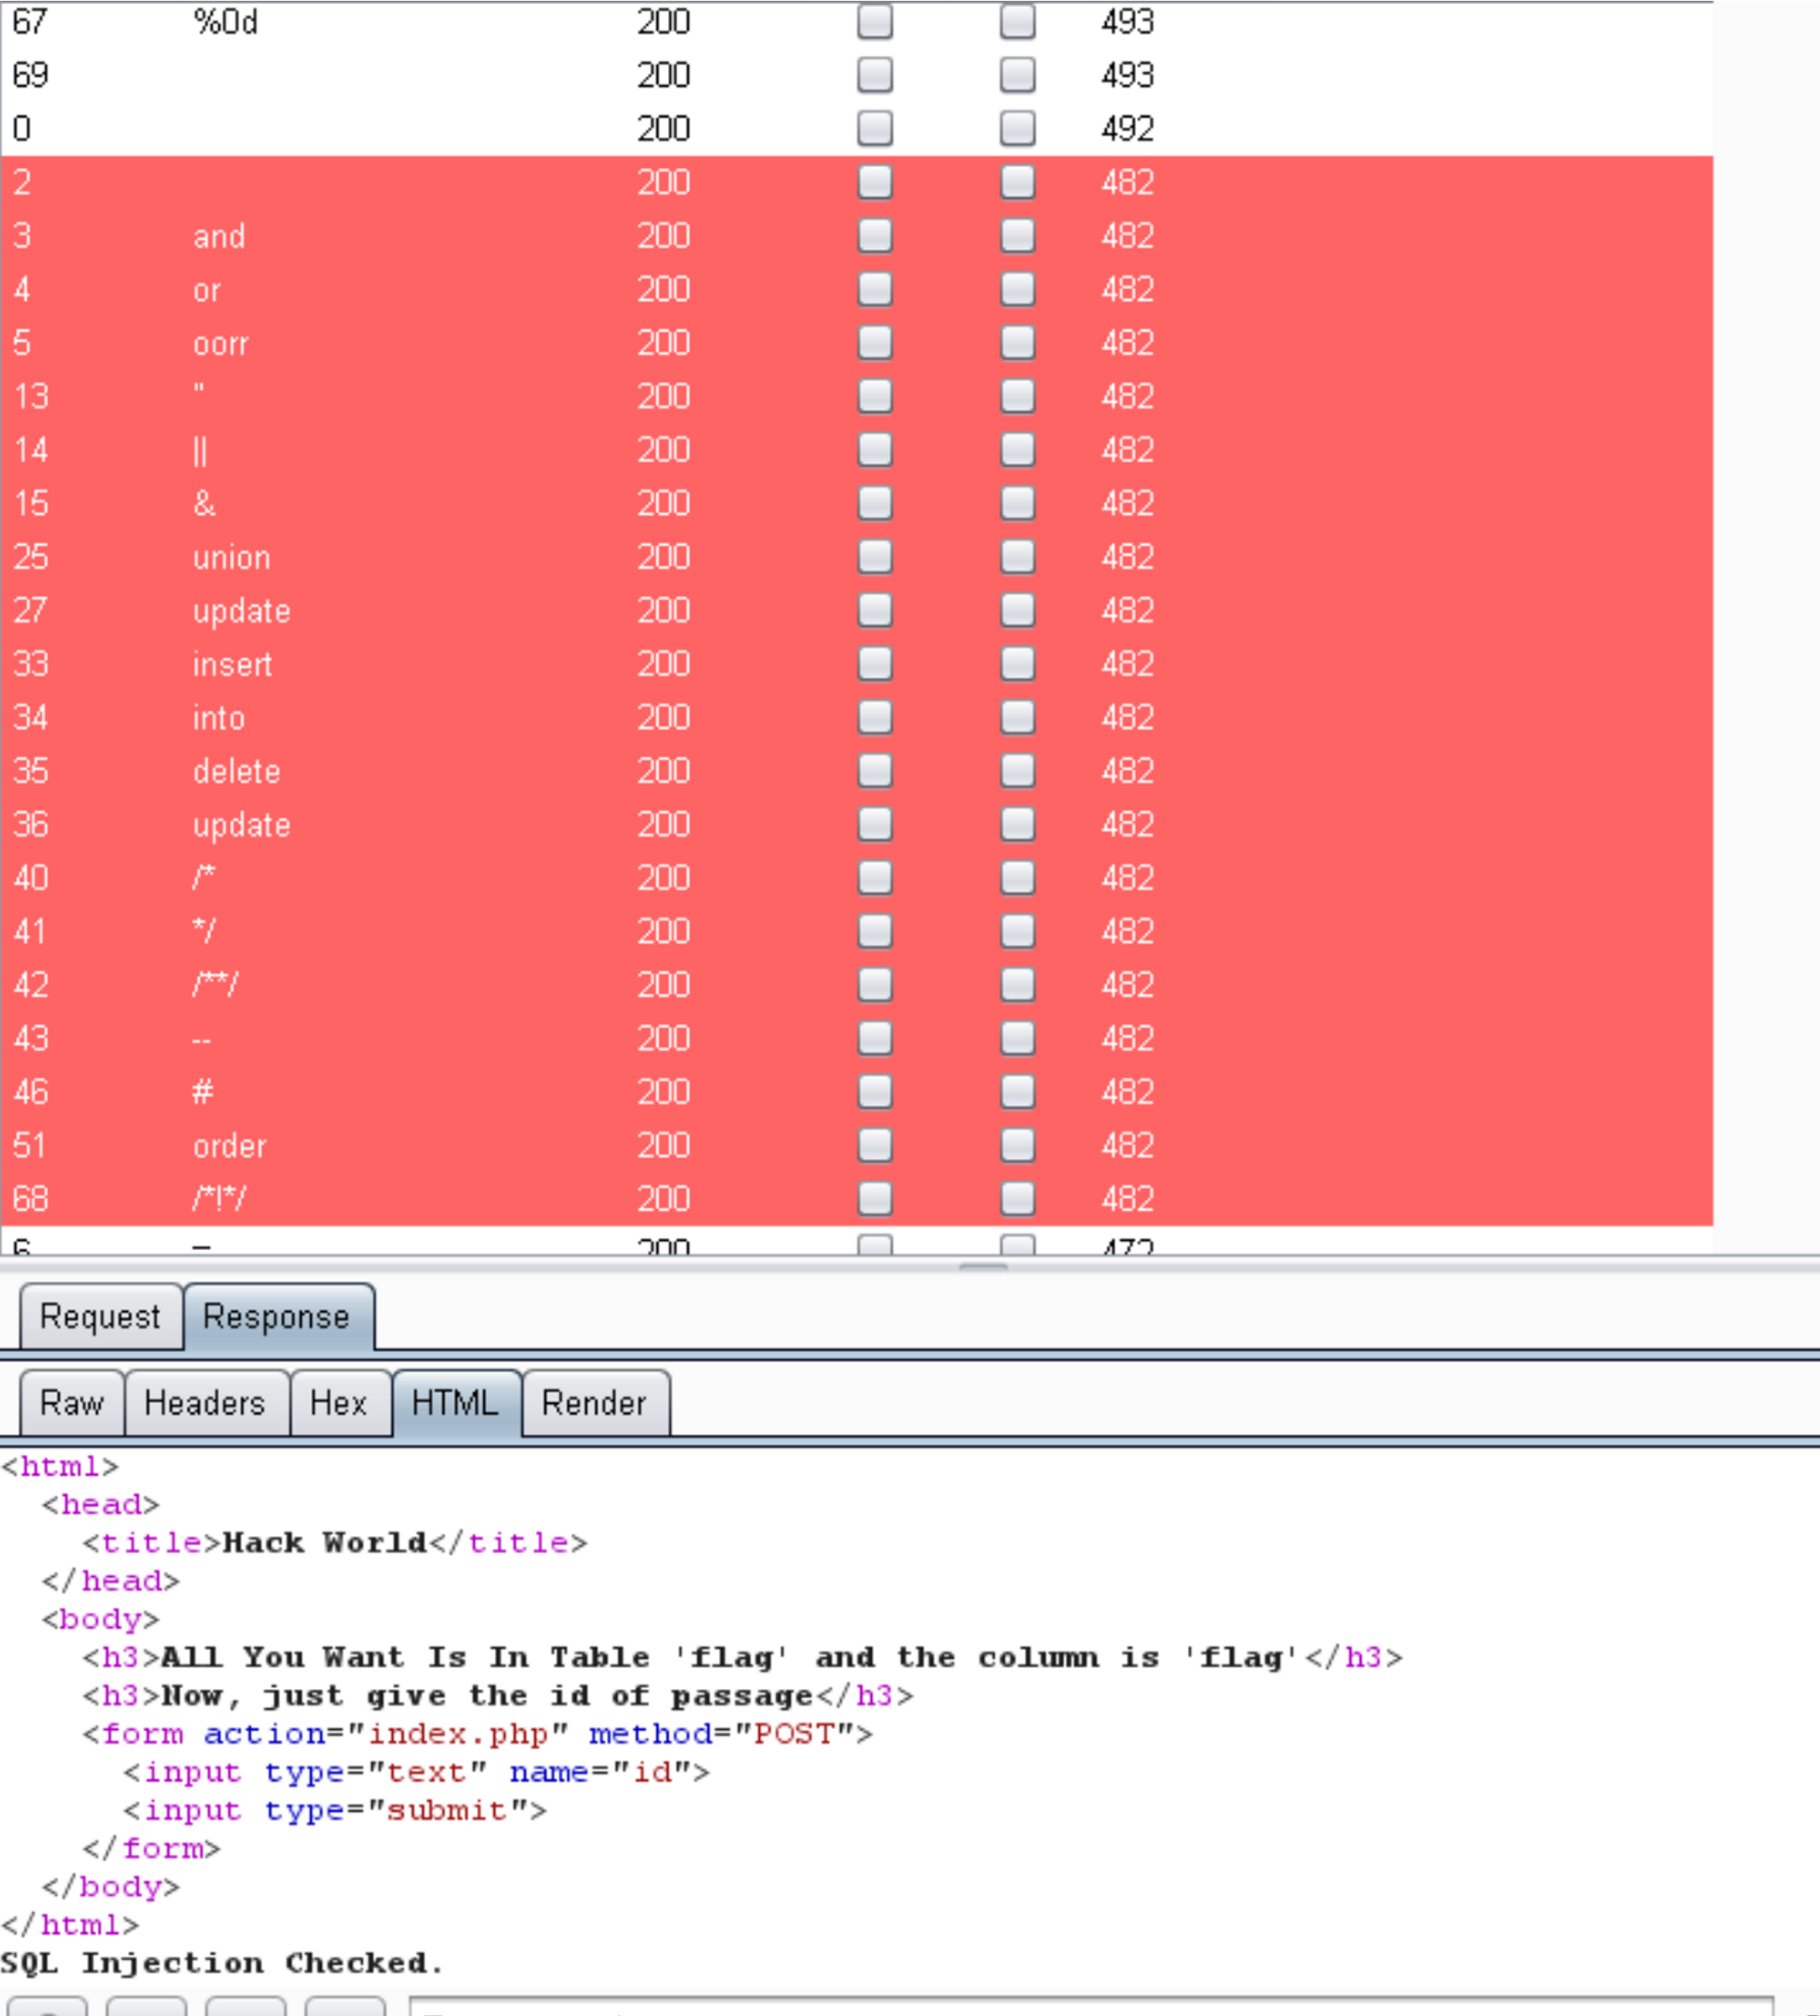 67 %0d 200 493
69 200 493
0 200 492
2 200 482
3 and 200 482
4 or 200 482
5 oorr 200 482
13 " 200 482
14 || 200 482
15 & 200 482
25 union 200 482
27 update 200 482
33 insert 200 482
34 into 200 482
35 delete 200 482
36 update 200 482
40 /* 200 482
41 */ 200 482
42 /**/ 200 482
43 -- 200 482
46 # 200 482
51 order 200 482
68 /*!*/ 200 482
6 = 200 472
Request Response
Raw Headers Hex HTML Render
<html>
<head>
<title>Hack World</title>
</head>
<body>
<h3>All You Want Is In Table 'flag' and the column is 'flag'</h3>
<h3>Now, just give the id of passage</h3>
<form action="index.php" method="POST">
<input type="text" name="id">
<input type="submit">
</form>
</body>
</html>
SQL Injection Checked.